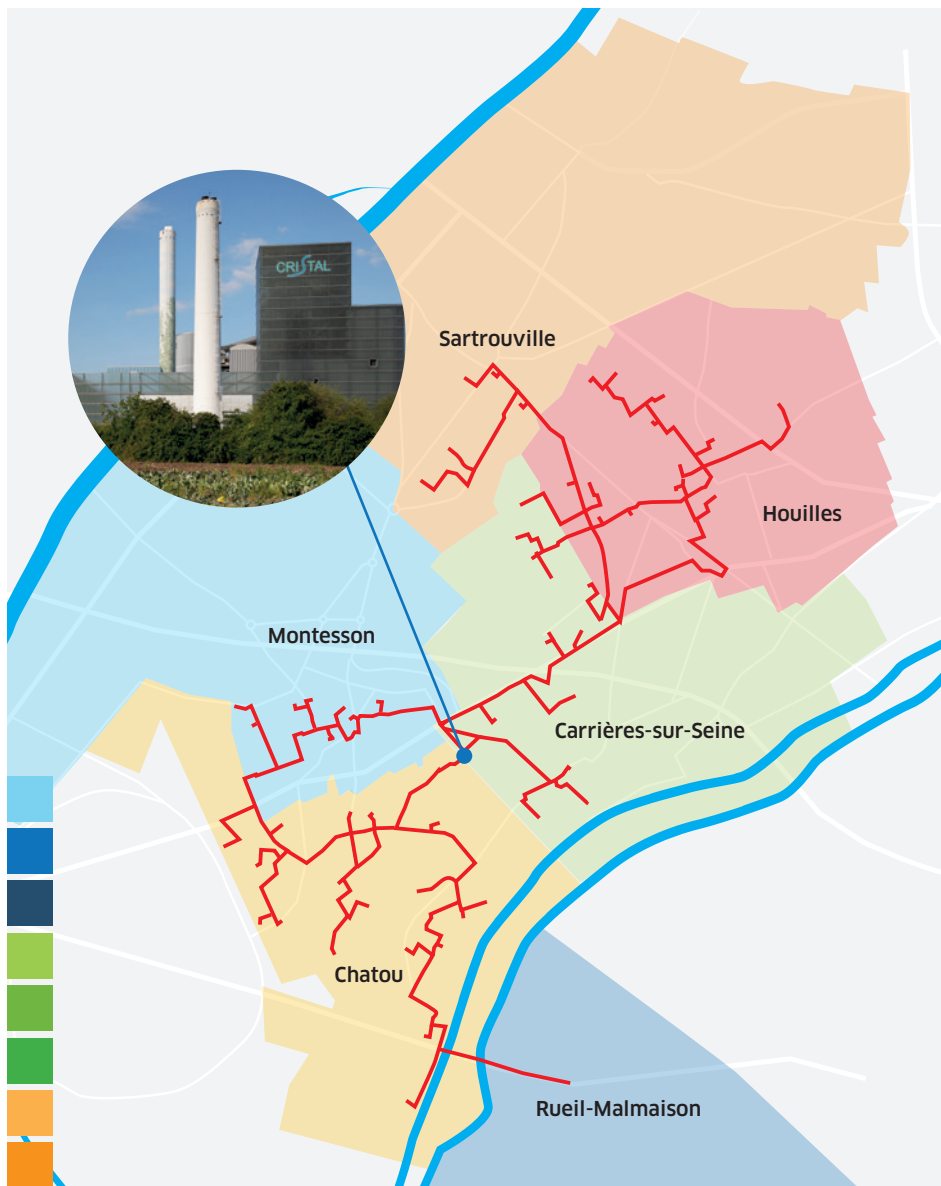 CRISTAL
Sartrouville
Houilles
Montesson
Carrières-sur-Seine
Chatou
Rueil-Malmaison